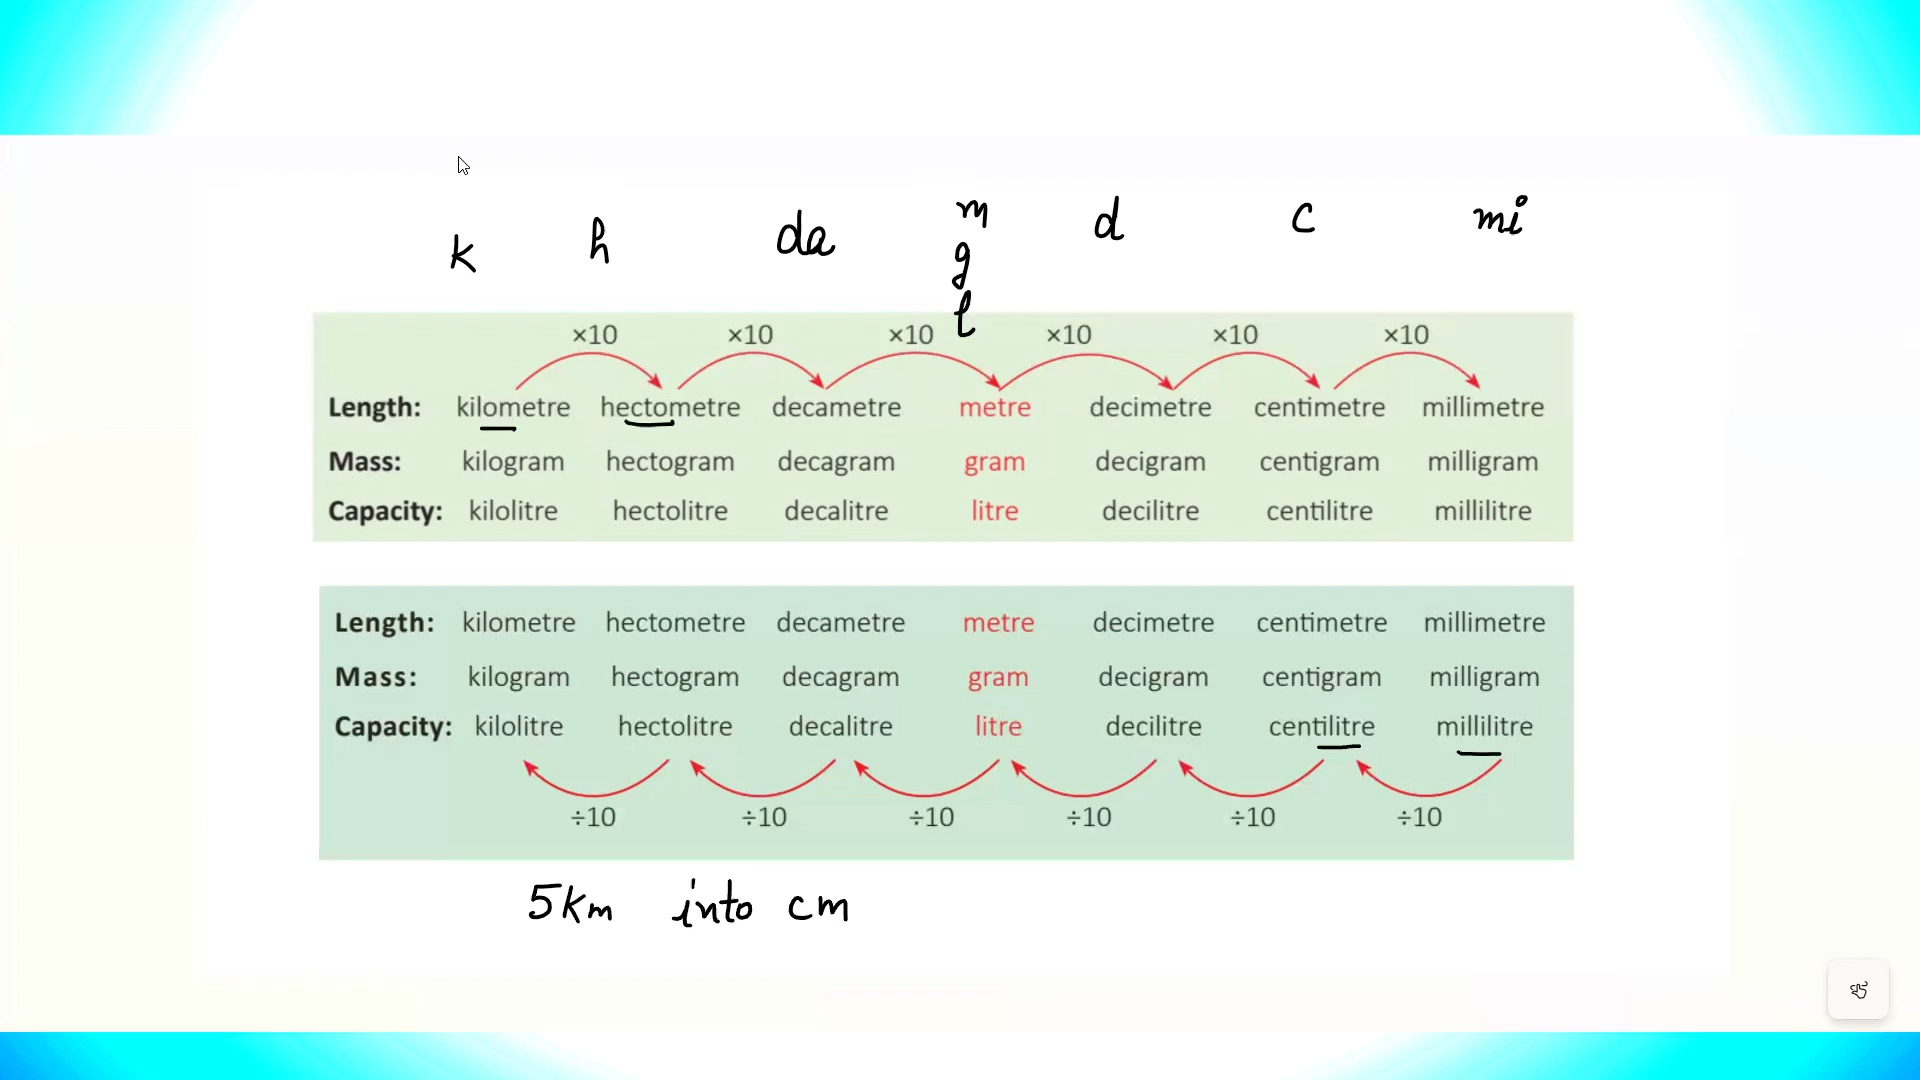 k h da m d c mi
g
l
×10 ×10 ×10 ×10 ×10 ×10
Length: kilometre hectometre decametre metre decimetre centimetre millimetre
Mass: kilogram hectogram decagram gram decigram centigram milligram
Capacity: kilolitre hectolitre decalitre litre decilitre centilitre millilitre
Length: kilometre hectometre decametre metre decimetre centimetre millimetre
Mass: kilogram hectogram decagram gram decigram centigram milligram
Capacity: kilolitre hectolitre decalitre litre decilitre centilitre millilitre
÷10 ÷10 ÷10 ÷10 ÷10 ÷10
5km into cm